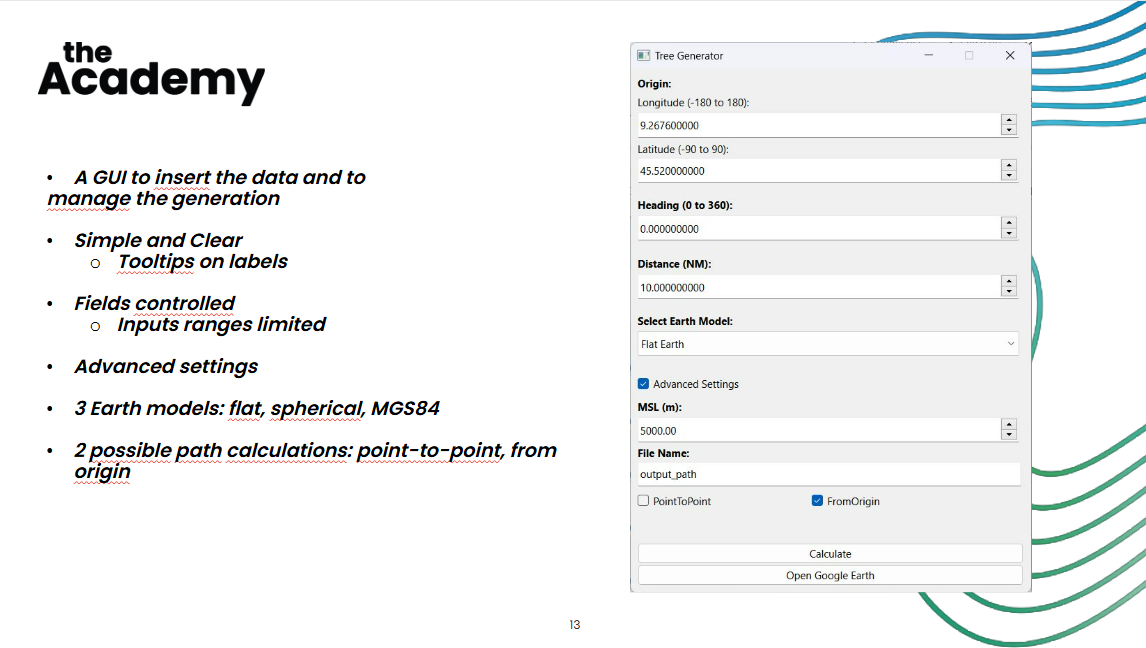 the
Academy
• A GUI to insert the data and to
manage the generation
• Simple and Clear
o Tooltips on labels
• Fields controlled
o Inputs ranges limited
• Advanced settings
• 3 Earth models: flat, spherical, MGS84
• 2 possible path calculations: point-to-point, from
origin
Tree Generator
Origin:
Longitude (-180 to 180):
9.267600000
Latitude (-90 to 90):
45.520000000
Heading (0 to 360):
0.000000000
Distance (NM):
10.000000000
Select Earth Model:
Flat Earth
Advanced Settings
MSL (m):
5000.00
File Name:
output_path
PointToPoint FromOrigin
Calculate
Open Google Earth
13